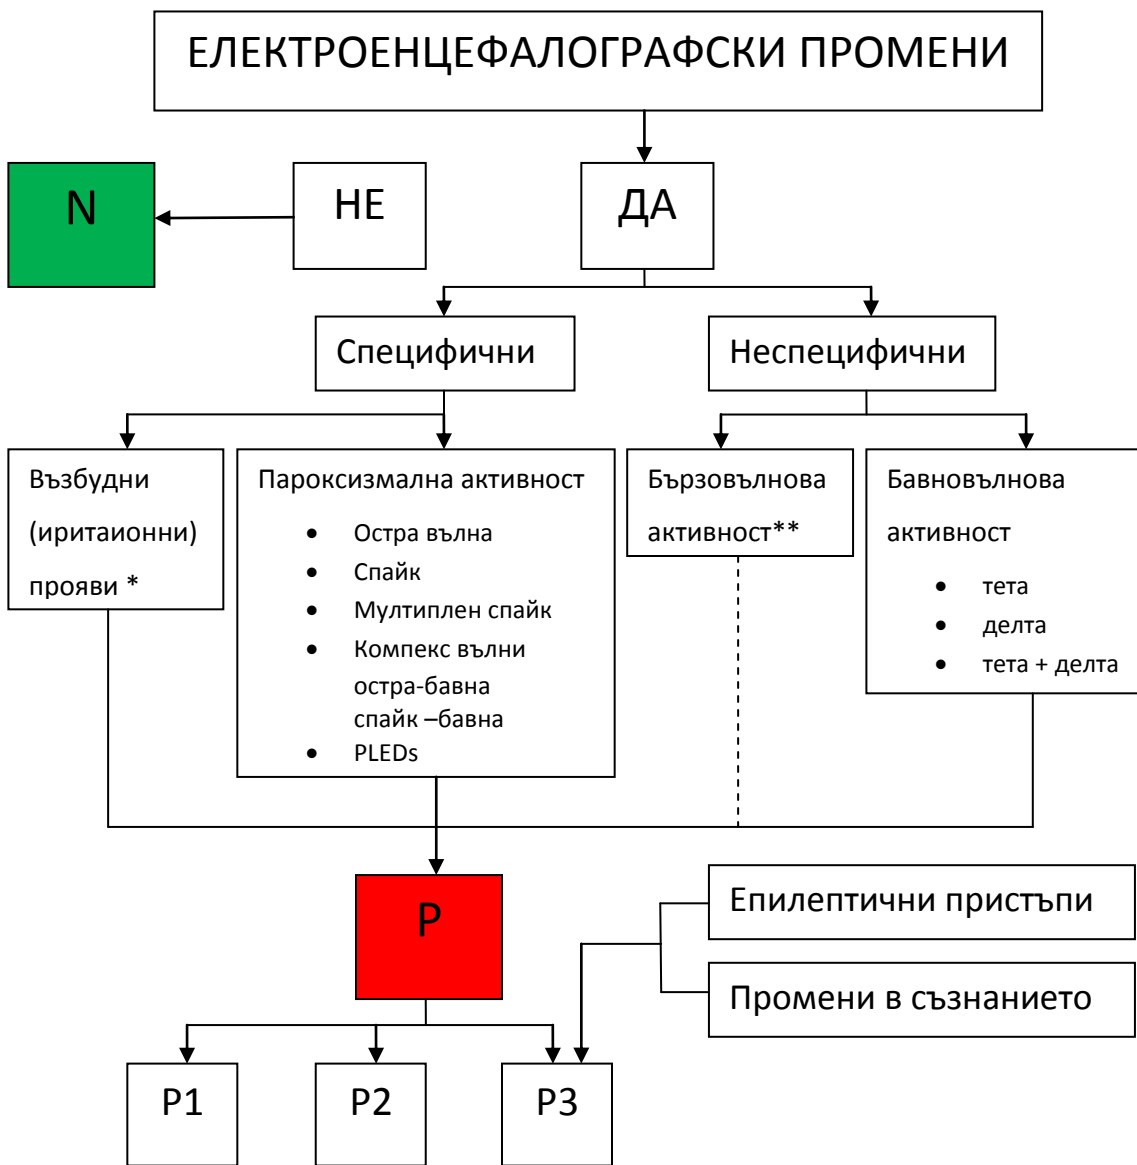 ЕЛЕКТРОЕНЦЕФАЛОГРАФСКИ ПРОМЕНИ
N
НЕ
ДА
Специфични
Неспецифични
Възбудни
(иритаионни)
прояви *
Пароксизмална активност
• Остра вълна
• Спайк
• Мултиплен спайк
• Компекс вълни
остра-бавна
спайк –бавна
• PLEDs
Бързовълнова
активност**
Бавновълнова
активност
• тета
• делта
• тета + делта
P
Епилептични пристъпи
Промени в съзнанието
P1
P2
P3